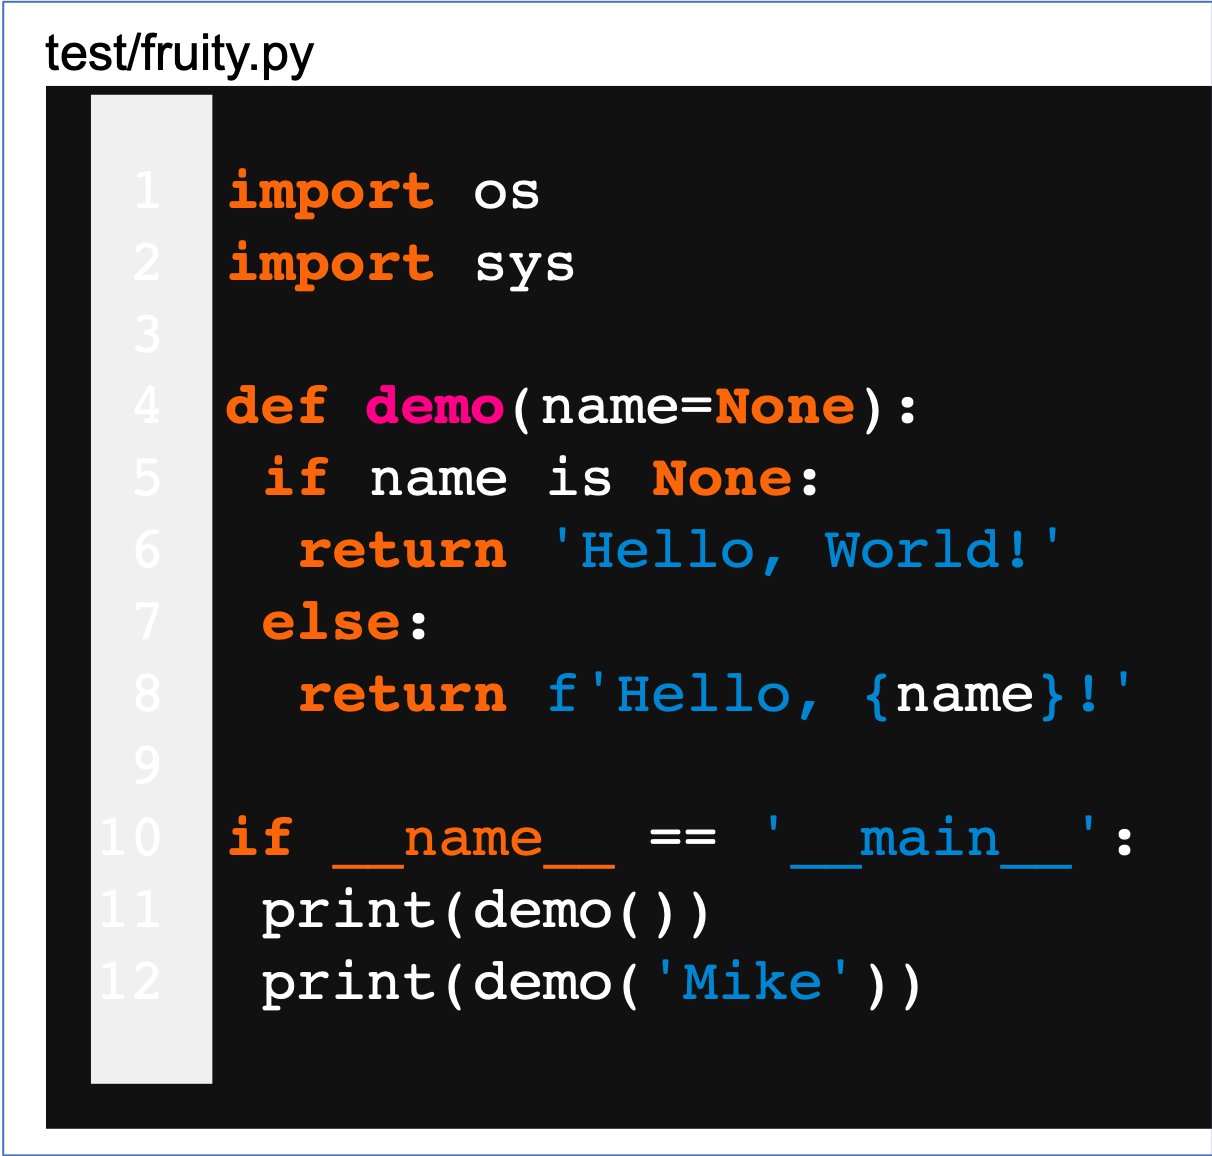 test/fruity.py
1 import os
2 import sys
3
4 def demo(name=None):
5  if name is None:
6   return 'Hello, World!'
7  else:
8   return f'Hello, {name}!'
9
10 if __name__ == '__main__':
11  print(demo())
12  print(demo('Mike'))